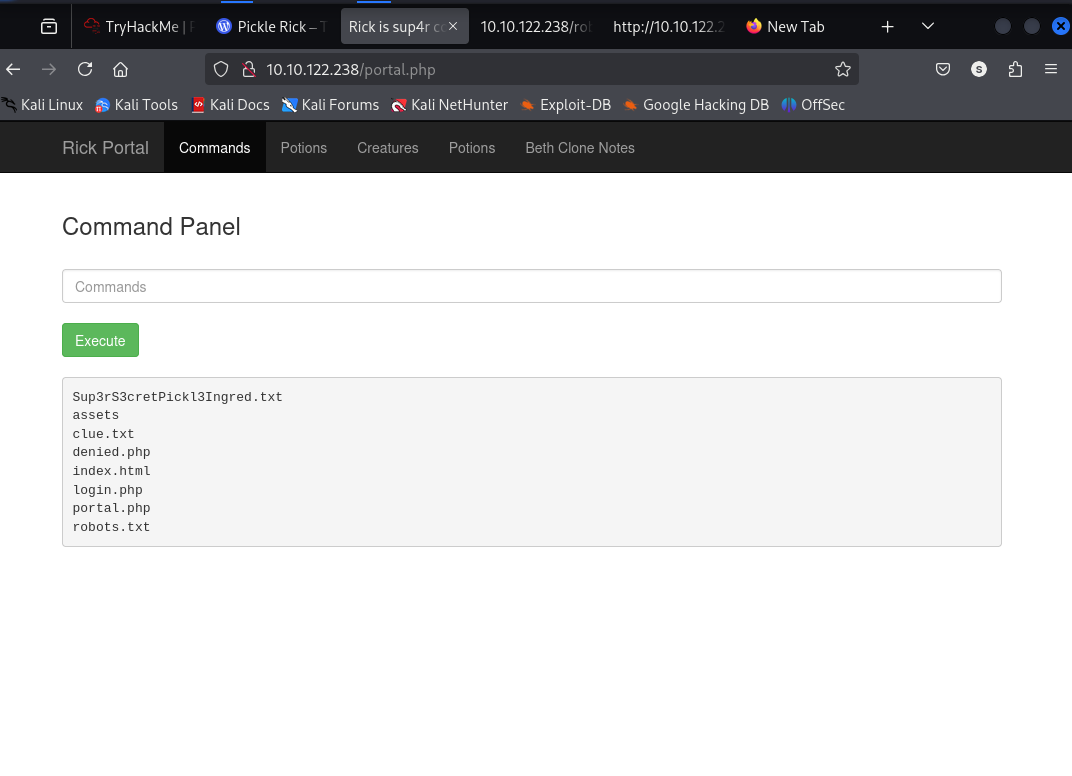 TryHackMe |
Pickle Rick –
Rick is sup4r co
10.10.122.238/rob
http://10.10.122.2
New Tab
10.10.122.238/portal.php
S
Kali Linux
Kali Tools
Kali Docs
Kali Forums
Kali NetHunter
Exploit-DB
Google Hacking DB
OffSec
Rick Portal
Commands
Potions
Creatures
Potions
Beth Clone Notes
Command Panel
Commands
Execute
Sup3rS3cretPickl3Ingred.txt
assets
clue.txt
denied.php
index.html
login.php
portal.php
robots.txt